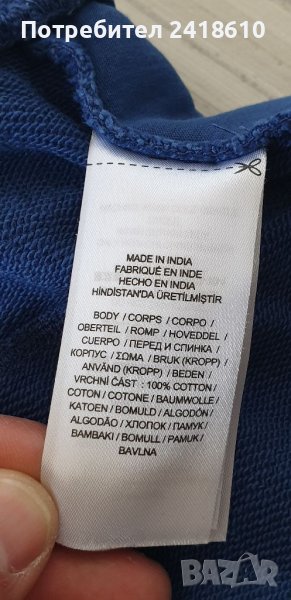 Потребител 2418610
MADE IN INDIA
FABRIQUÉ EN INDE
HECHO EN INDIA
HİNDİSTAN'DA ÜRETİLMİŞTİR
BODY / CORPS / CORPO /
OBERTEIL / ROMP / HOVEDDEL /
CUERPO / ПЕРЕД И СПИНКА /
КОРПУС / ΣΩΜΑ / BRUK (KROPP) /
ANVÄND (KROPP) / BEDEN /
VRCHNÍ ČÁST : 100% COTTON /
COTON / COTONE / BAUMWOLLE /
KATOEN / BOMULD / ALGODÓN /
ALGODÃO / ХЛОПОК / ПАМУК /
ΒΑΜΒΑΚΙ / BOMULL / PAMUK /
BAVLNA
BAZAR